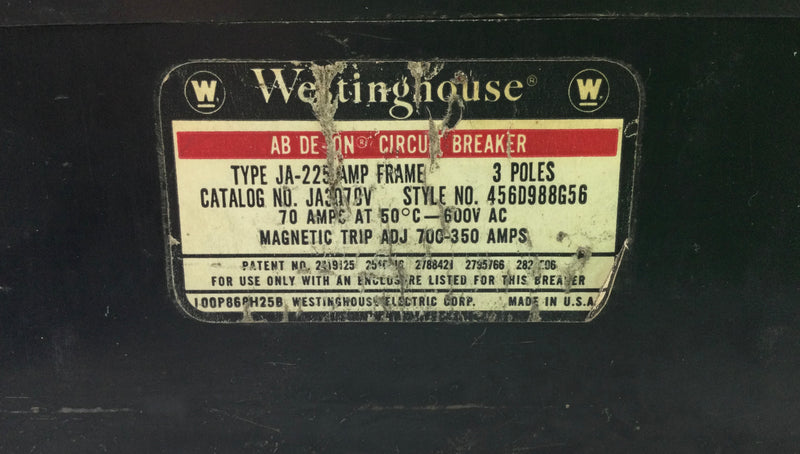 W Westinghouse® W
AB DE-ION® CIRCUIT BREAKER
TYPE JA-225 AMP FRAME 3 POLES
CATALOG NO. STYLE NO. 456D988G56
70 AMPS AT 50°C—600V AC
MAGNETIC TRIP ADJ 700-350 AMPS
PATENT NO. 2788421 2795766
FOR USE ONLY WITH AN ENCLOSURE LISTED FOR THIS BREAKER
WESTINGHOUSE ELECTRIC CORP. MADE IN U.S.A